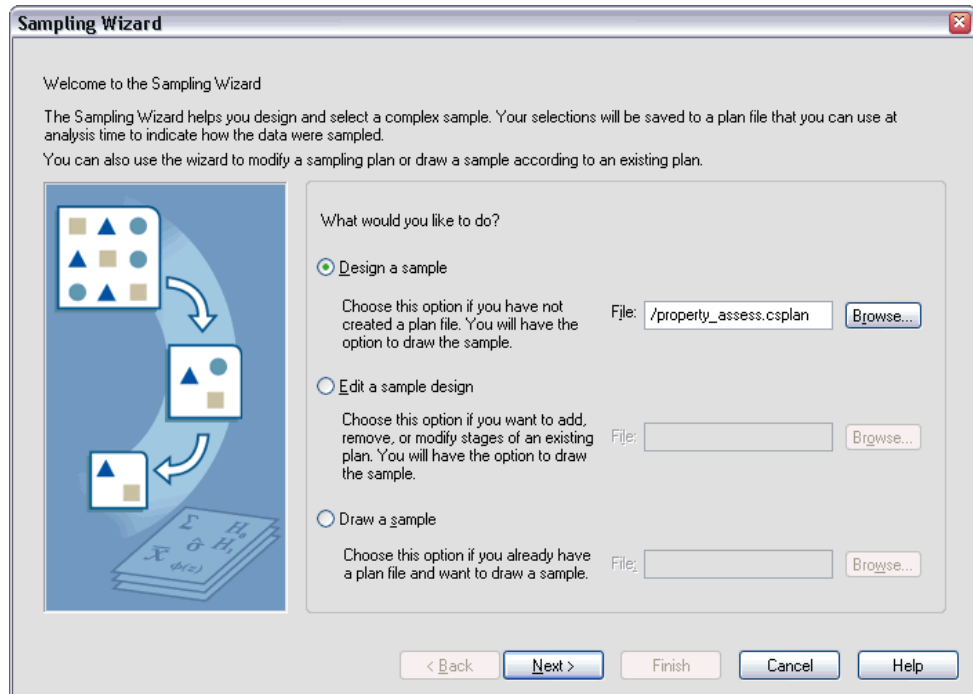 Sampling Wizard
Welcome to the Sampling Wizard
The Sampling Wizard helps you design and select a complex sample. Your selections will be saved to a plan file that you can use at
analysis time to indicate how the data were sampled.
You can also use the wizard to modify a sampling plan or draw a sample according to an existing plan.
What would you like to do?
Design a sample
Choose this option if you have not
created a plan file. You will have the
option to draw the sample.
File: /property_assess.csplan Browse...
Edit a sample design
Choose this option if you want to add,
remove, or modify stages of an existing
plan. You will have the option to draw
the sample.
File: Browse...
Draw a sample
Choose this option if you already have
a plan file and want to draw a sample.
File: Browse...
Σ H₀
X̄ σ̂ H₁
ϕ(z)
< Back Next > Finish Cancel Help